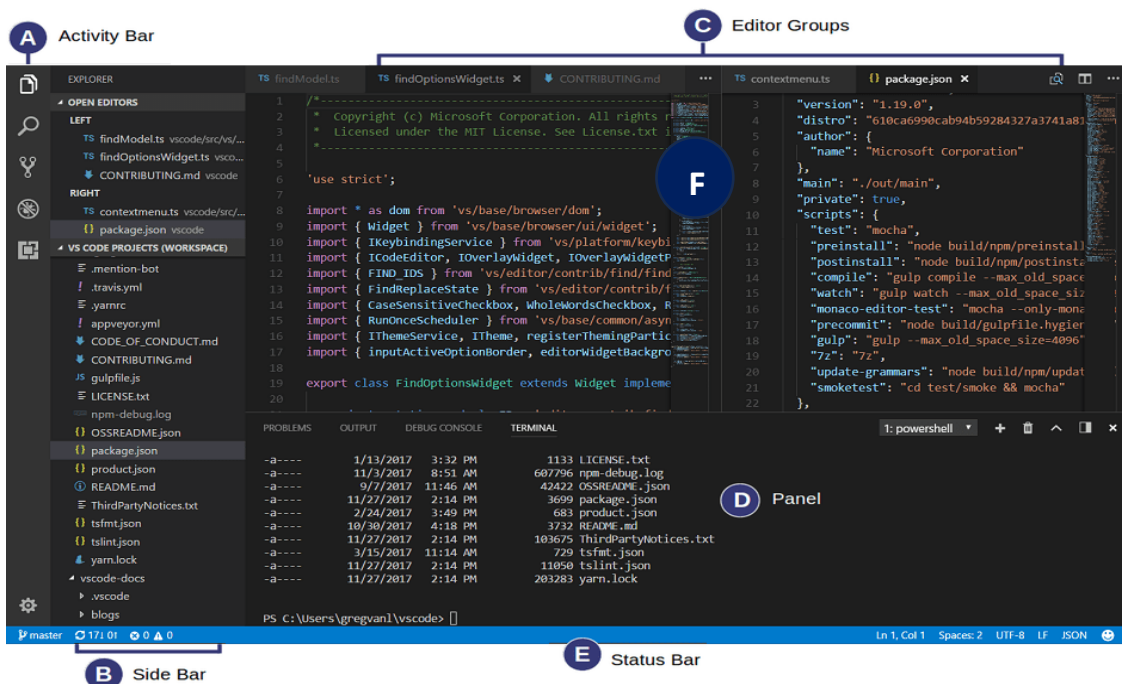 A Activity Bar
C Editor Groups
EXPLORER
OPEN EDITORS
LEFT
TS findModel.ts vscode/src/vs/...
TS findOptionsWidget.ts vsco...
CONTRIBUTING.md vscode
RIGHT
TS contextmenu.ts vscode/src/...
{} package.json vscode
VS CODE PROJECTS (WORKSPACE)
.mention-bot
! .travis.yml
.yarnrc
! appveyor.yml
CODE_OF_CONDUCT.md
CONTRIBUTING.md
JS gulpfile.js
LICENSE.txt
npm-debug.log
{} OSSREADME.json
{} package.json
{} product.json
README.md
ThirdPartyNotices.txt
{} tsfmt.json
{} tslint.json
yarn.lock
vscode-docs
.vscode
blogs
TS findModel.ts TS findOptionsWidget.ts × CONTRIBUTING.md ...
1 /*---------------------------------------------------
2 * Copyright (c) Microsoft Corporation. All rights r
3 * Licensed under the MIT License. See License.txt i
4 *---------------------------------------------------
5
6 'use strict';
7
8 import * as dom from 'vs/base/browser/dom';
9 import { Widget } from 'vs/base/browser/ui/widget';
10 import { IKeybindingService } from 'vs/platform/keybi
11 import { ICodeEditor, IOverlayWidget, IOverlayWidgetP
12 import { FIND_IDS } from 'vs/editor/contrib/find/find
13 import { FindReplaceState } from 'vs/editor/contrib/f
14 import { CaseSensitiveCheckbox, WholeWordsCheckbox, R
15 import { RunOnceScheduler } from 'vs/base/common/asyn
16 import { IThemeService, ITheme, registerThemingPartic
17 import { inputActiveOptionBorder, editorWidgetBackgro
18
19 export class FindOptionsWidget extends Widget impleme
20
F
TS contextmenu.ts {} package.json × ...
3 "version": "1.19.0",
4 "distro": "610ca6990cab94b59284327a3741a81
5 "author": {
6 "name": "Microsoft Corporation"
7 },
8 "main": "./out/main",
9 "private": true,
10 "scripts": {
11 "test": "mocha",
12 "preinstall": "node build/npm/preinstall
13 "postinstall": "node build/npm/postinsta
14 "compile": "gulp compile --max_old_space
15 "watch": "gulp watch --max_old_space_siz
16 "monaco-editor-test": "mocha --only-mona
17 "precommit": "node build/gulpfile.hygien
18 "gulp": "gulp --max_old_space_size=4096"
19 "7z": "7z",
20 "update-grammars": "node build/npm/updat
21 "smoketest": "cd test/smoke && mocha"
22 },
PROBLEMS OUTPUT DEBUG CONSOLE TERMINAL 1: powershell
-a---- 1/13/2017 3:32 PM 1133 LICENSE.txt
-a---- 11/3/2017 8:51 AM 607796 npm-debug.log
-a---- 9/7/2017 11:46 AM 42422 OSSREADME.json
-a---- 11/27/2017 2:14 PM 3699 package.json
-a---- 2/24/2017 3:49 PM 683 product.json
-a---- 10/30/2017 4:18 PM 3732 README.md
-a---- 11/27/2017 2:14 PM 103675 ThirdPartyNotices.txt
-a---- 3/15/2017 11:14 AM 729 tsfmt.json
-a---- 11/27/2017 2:14 PM 11050 tslint.json
-a---- 11/27/2017 2:14 PM 203283 yarn.lock
PS C:\Users\gregvanl\vscode>
D Panel
master 17↓ 0↑ 0 0 Ln 1, Col 1 Spaces: 2 UTF-8 LF JSON
B Side Bar
E Status Bar